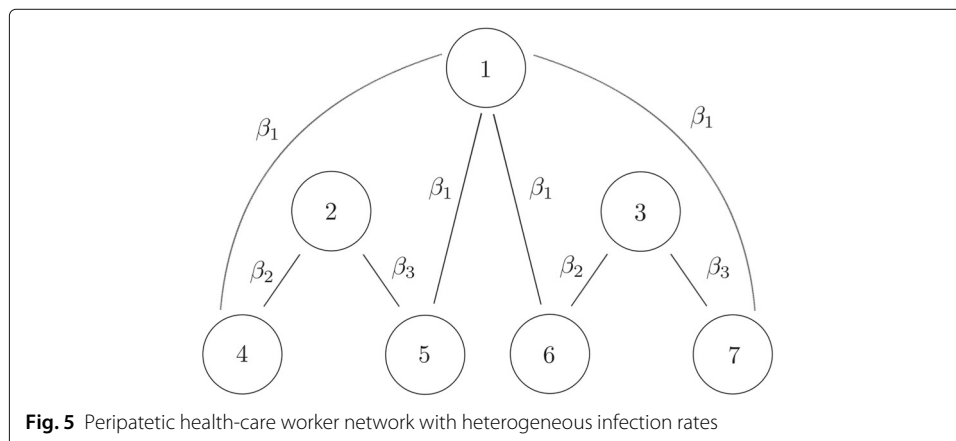 1
β₁ β₁
β₁ β₁
2 3
β₂ β₃ β₂ β₃
4 5 6 7
Fig. 5 Peripatetic health-care worker network with heterogeneous infection rates